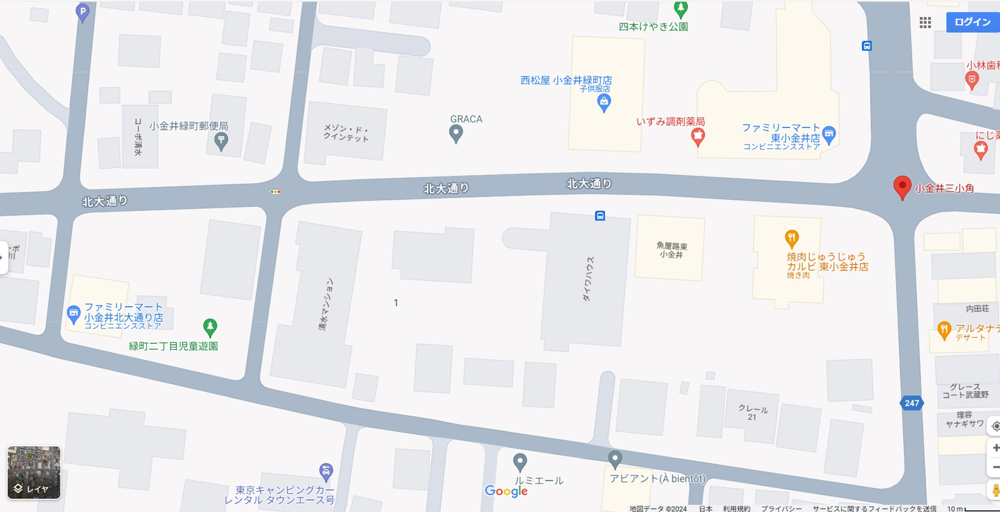 P
四本けやき公園
ログイン
小林歯科
西松屋 小金井緑町店
子供服店
GRACA
いずみ調剤薬局
ファミリーマート
東小金井店
コンビニエンスストア
にじ薬
コーポ清水
小金井緑町郵便局
メゾン・ド・
クインテット
北大通り
北大通り
北大通り
小金井三小角
ーポ
川
魚屋路東
小金井
ダイワハウス
焼肉じゅうじゅう
カルビ 東小金井店
焼き肉
清水マンション
1
ファミリーマート
小金井北大通り店
コンビニエンスストア
緑町二丁目児童遊園
内田荘
アルタナテ
デザート
グレース
コート武蔵野
247
理容
ヤナギサワ
クレール
21
ルミエール
アビアント(À bientôt)
東京キャンピングカー
レンタル タウンエース号
レイヤ
Google
地図データ ©2024 日本 利用規約 プライバシー サービスに関するフィードバックを送信 10 m